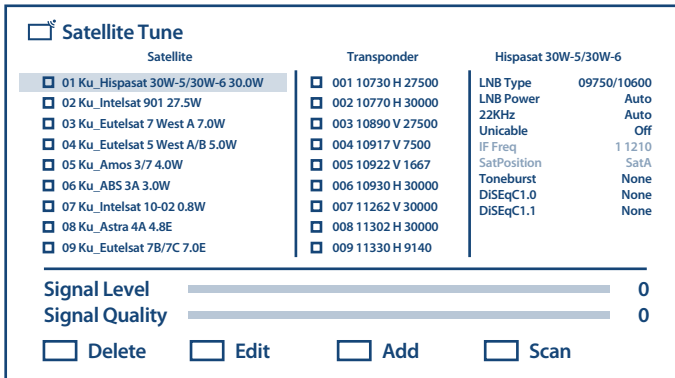 Satellite Tune
Satellite
01 Ku_Hispasat 30W-5/30W-6 30.0W
02 Ku_Intelsat 901 27.5W
03 Ku_Eutelsat 7 West A 7.0W
04 Ku_Eutelsat 5 West A/B 5.0W
05 Ku_Amos 3/7 4.0W
06 Ku_ABS 3A 3.0W
07 Ku_Intelsat 10-02 0.8W
08 Ku_Astra 4A 4.8E
09 Ku_Eutelsat 7B/7C 7.0E
Transponder
001 10730 H 27500
002 10770 H 30000
003 10890 V 27500
004 10917 V 7500
005 10922 V 1667
006 10930 H 30000
007 11262 V 30000
008 11302 H 30000
009 11330 H 9140
Hispasat 30W-5/30W-6
LNB Type 09750/10600
LNB Power Auto
22KHz Auto
Unicable Off
IF Freq 1 1210
SatPosition SatA
Toneburst None
DiSEqC1.0 None
DiSEqC1.1 None
Signal Level 0
Signal Quality 0
Delete Edit Add Scan